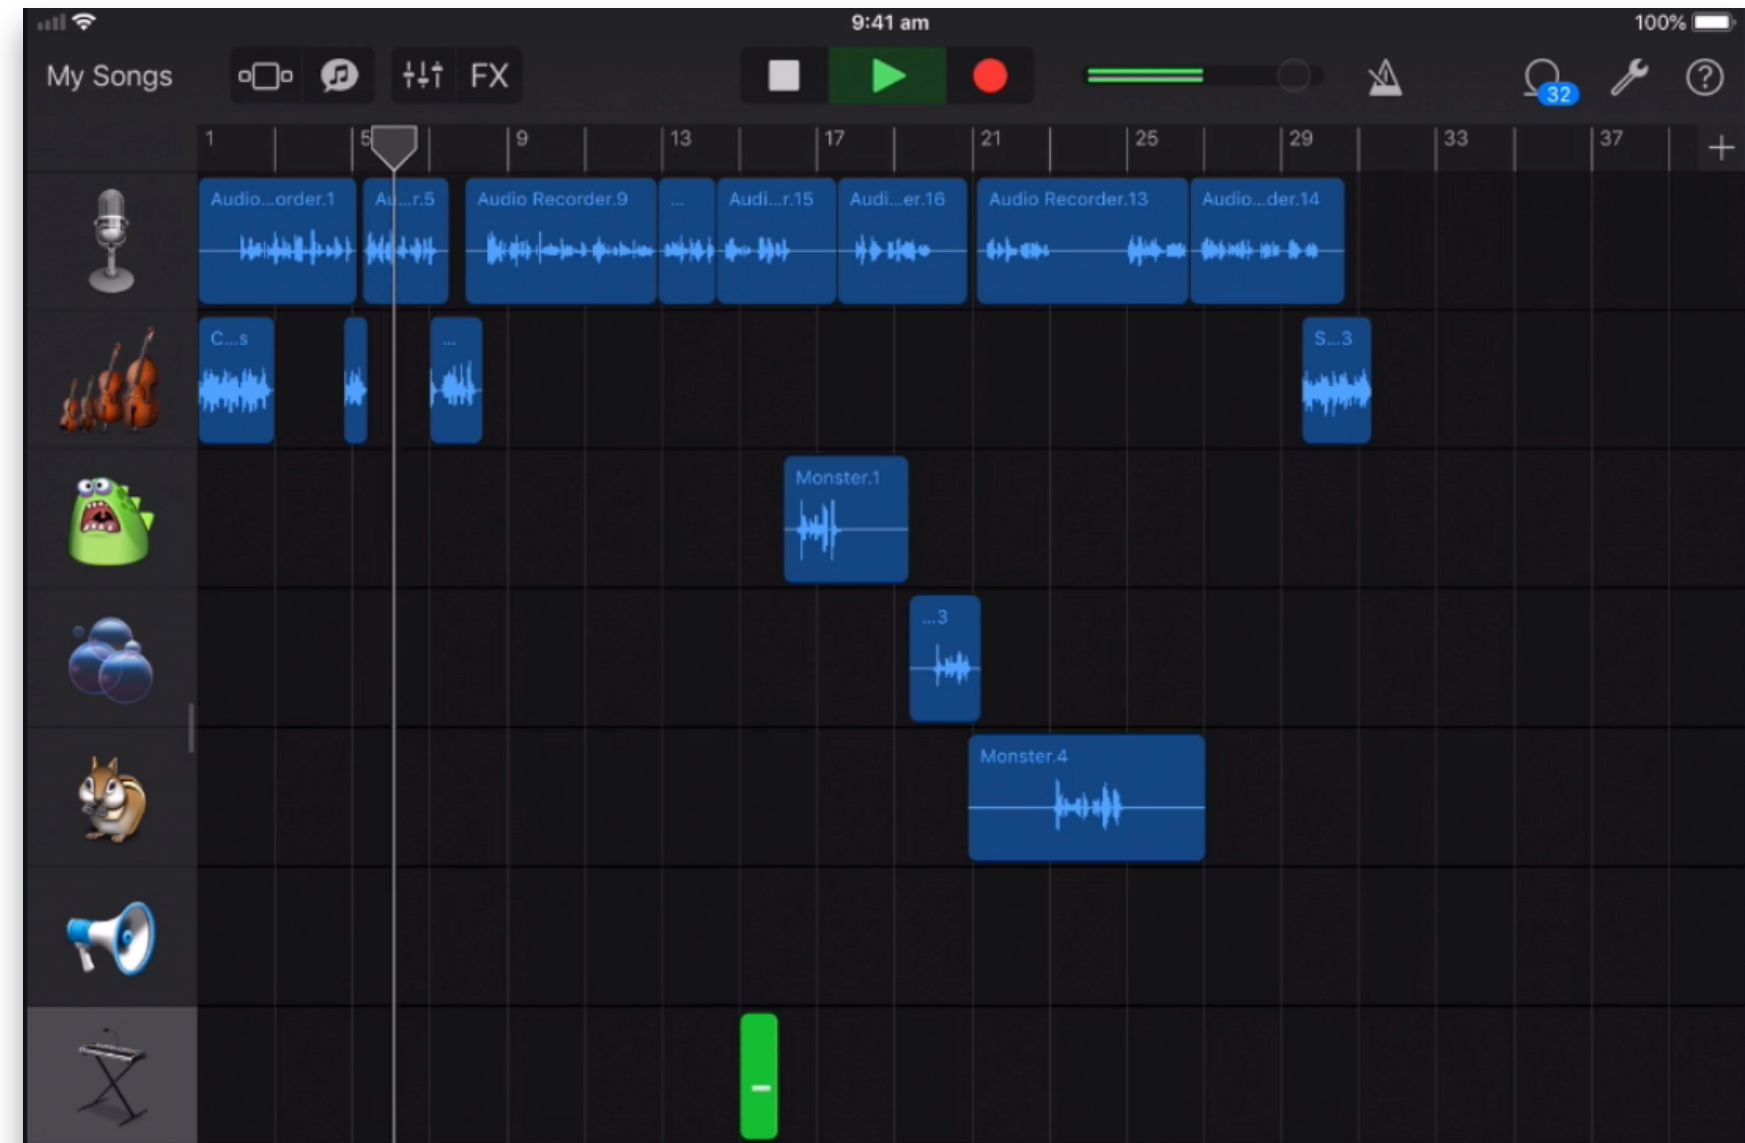 9:41 am
100%
My Songs
FX
32
1
5
9
13
17
21
25
29
33
37
Audio...order.1
Au...r.5
Audio Recorder.9
...
Audi...r.15
Audi...er.16
Audio Recorder.13
Audio...der.14
C...s
...
S...3
Monster.1
...3
Monster.4